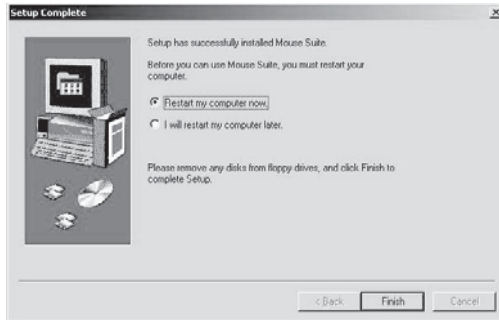 Setup Complete
Setup has successfully installed Mouse Suite.
Before you can use Mouse Suite, you must restart your
computer.
Restart my computer now.
I will restart my computer later.
Please remove any disks from floppy drives, and click Finish to
complete Setup.
< Back
Finish
Cancel